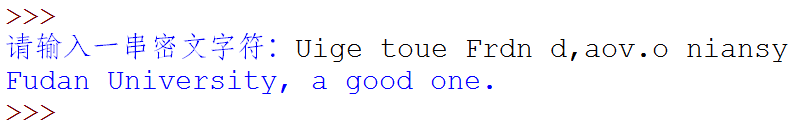 >>>
请输入一串密文字符：Uige toue Frdn d,aov.o niansy
Fudan University, a good one.
>>>